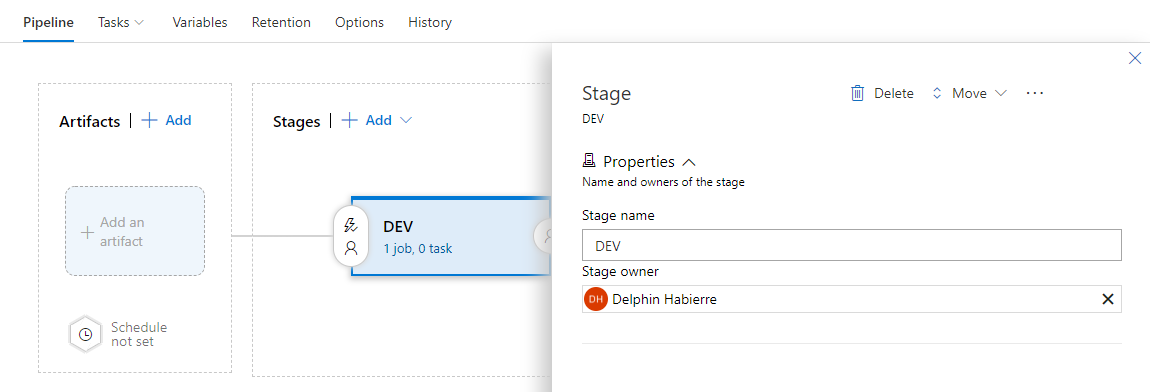 Pipeline Tasks Variables Retention Options History
Artifacts | Add
Add an
artifact
Schedule
not set
Stages | Add
DEV
1 job, 0 task
Stage
Delete Move ...
DEV
Properties
Name and owners of the stage
Stage name
DEV
Stage owner
DH Delphin Habierre